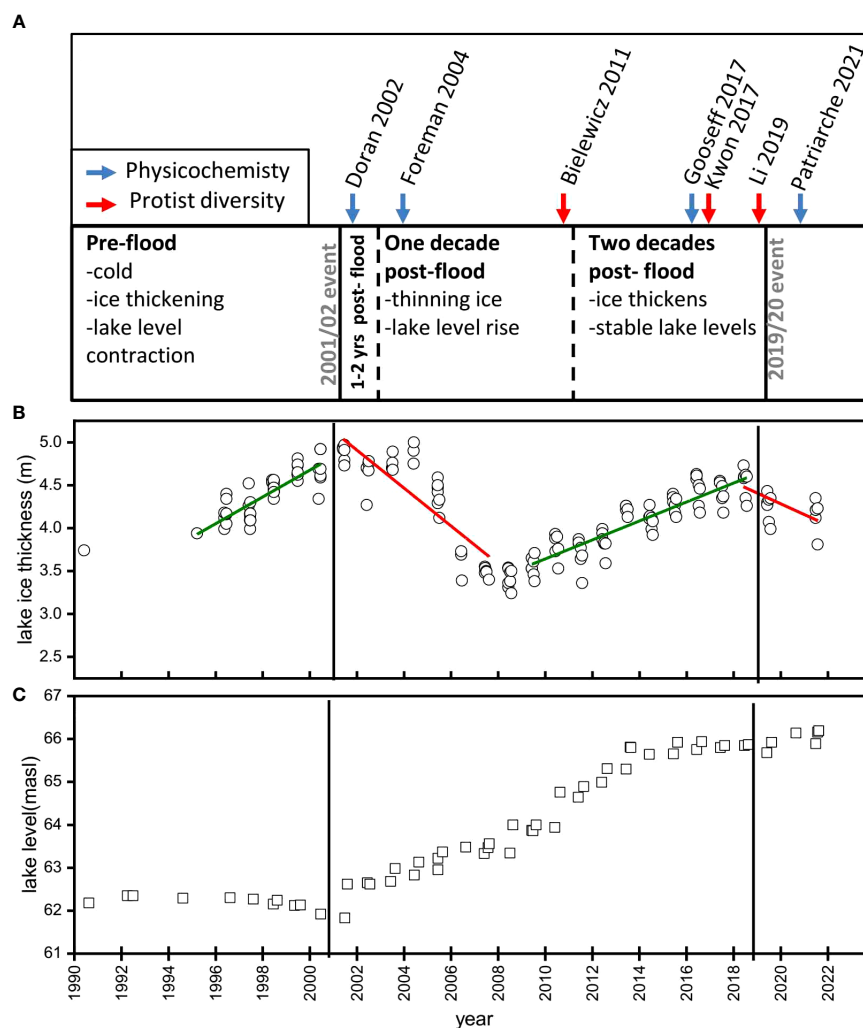 A
Doran 2002
Foreman 2004
Bielewicz 2011
Gooseff 2017
Kwon 2017
Li 2019
Patriarche 2021
Physicochemisty
Protist diversity
Pre-flood
-cold
-ice thickening
-lake level
contraction
2001/02 event
1-2 yrs post- flood
One decade
post-flood
-thinning ice
-lake level rise
Two decades
post- flood
-ice thickens
-stable lake levels
2019/20 event
B
lake ice thickness (m)
5.0
4.5
4.0
3.5
3.0
2.5
C
lake level(masl)
67
66
65
64
63
62
61
1990
1992
1994
1996
1998
2000
2002
2004
2006
2008
2010
2012
2014
2016
2018
2020
2022
year